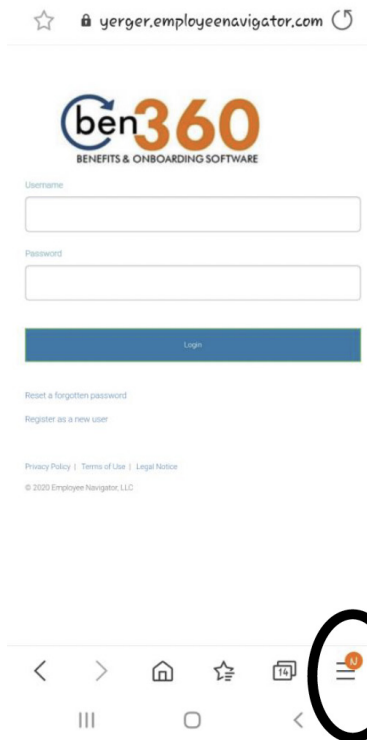 yerger.employeenavigator.com
ben360
BENEFITS & ONBOARDING SOFTWARE
Username
Password
Login
Reset a forgotten password
Register as a new user
Privacy Policy | Terms of Use | Legal Notice
© 2020 Employee Navigator, LLC
14
N